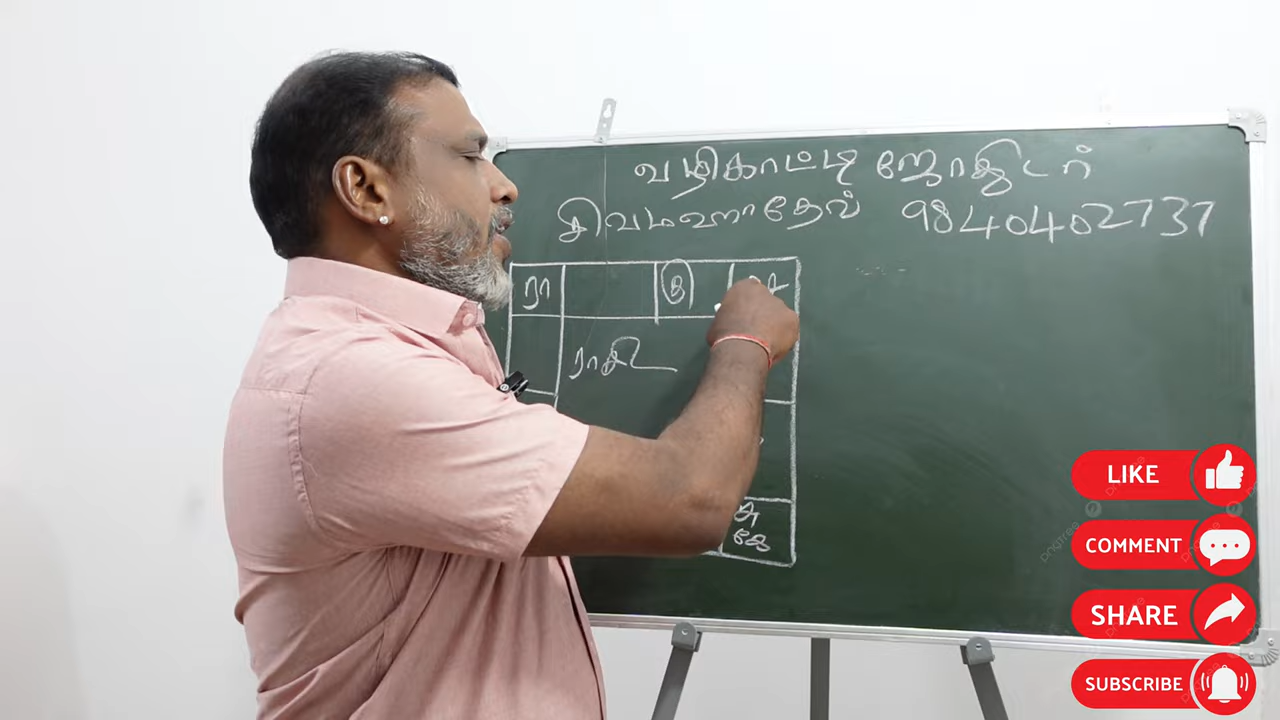 வழிகாட்டி ஜோதிடர்
சிவமஹாதேவ் 9840402737
ரா
கு
ராசி
கே
LIKE
COMMENT
SHARE
SUBSCRIBE